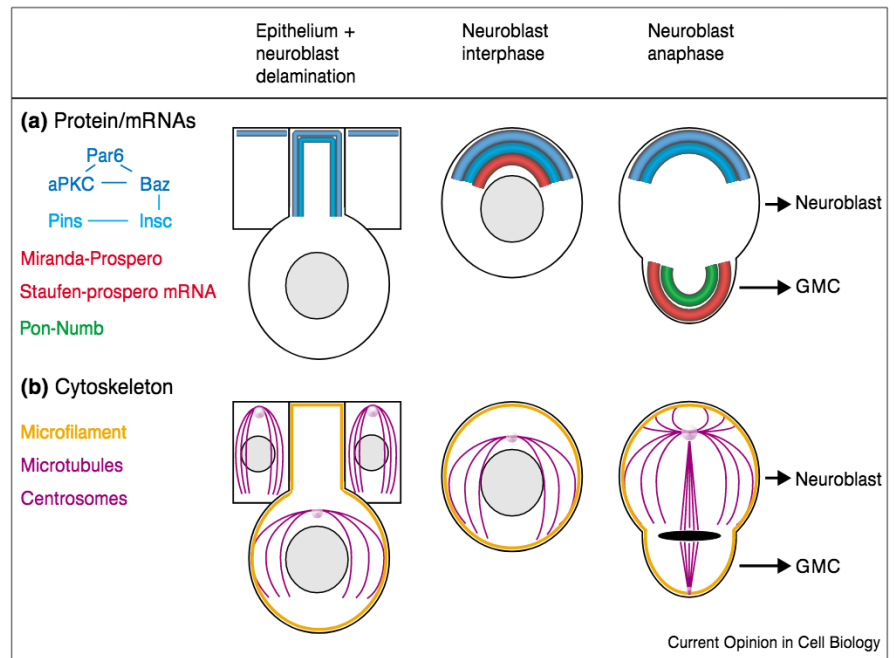 Epithelium +
neuroblast
delamination
Neuroblast
interphase
Neuroblast
anaphase
(a) Protein/mRNAs
Par6
aPKC
Baz
Pins
Insc
Miranda-Prospero
Staufen-prospero mRNA
Pon-Numb
Neuroblast
GMC
(b) Cytoskeleton
Microfilament
Microtubules
Centrosomes
Neuroblast
GMC
Current Opinion in Cell Biology